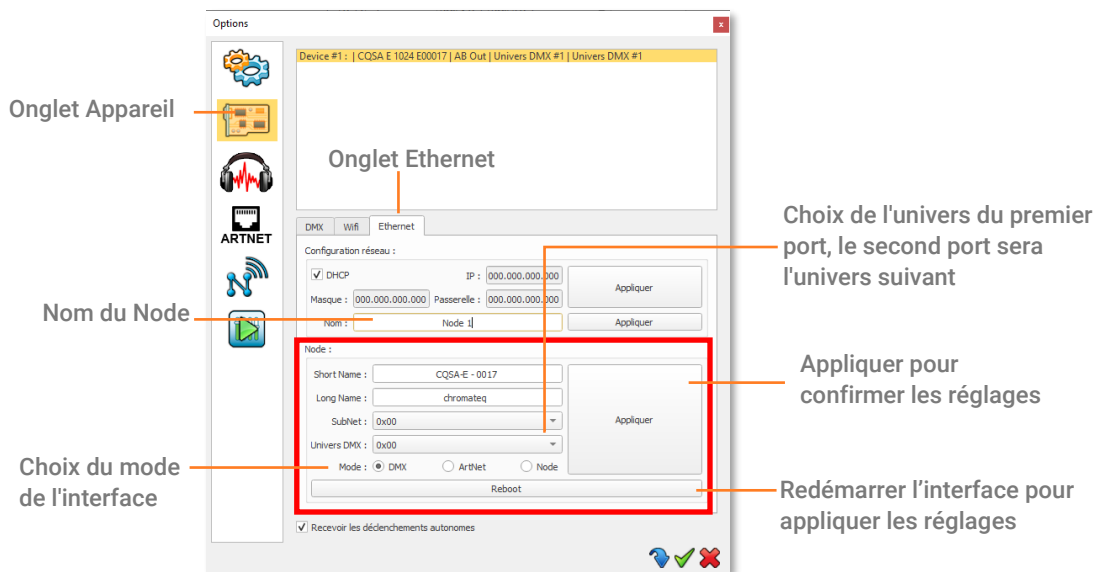 Options
x
Device #1 : | CQSA E 1024 E00017 | AB Out | Univers DMX #1 | Univers DMX #1
Onglet Appareil
Onglet Ethernet
ARTNET
DMX Wifi Ethernet
Choix de l'univers du premier
port, le second port sera
l'univers suivant
Configuration réseau :
DHCP IP : 000.000.000.000 Appliquer
Masque : 000.000.000.000 Passerelle : 000.000.000.000
Nom du Node
Nom : Node 1 Appliquer
Node :
Short Name : CQSA-E - 0017
Long Name : chromateq
SubNet : 0x00 Appliquer
Univers DMX : 0x00
Mode : DMX ArtNet Node
Reboot
Appliquer pour
confirmer les réglages
Choix du mode
de l'interface
Redémarrer l’interface pour
appliquer les réglages
Recevoir les déclenchements autonomes